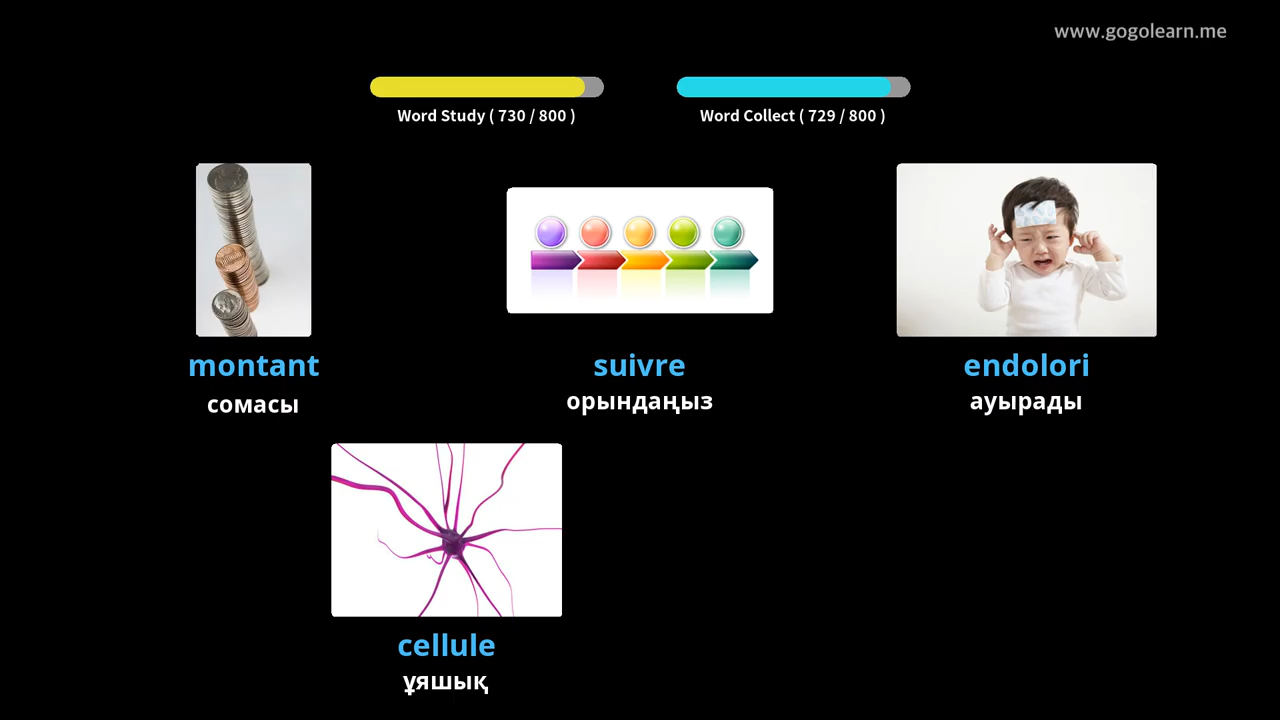 www.gogolearn.me
Word Study ( 730 / 800 )
Word Collect ( 729 / 800 )
montant
сомасы
suivre
орындаңыз
endolori
ауырады
cellule
ұяшық